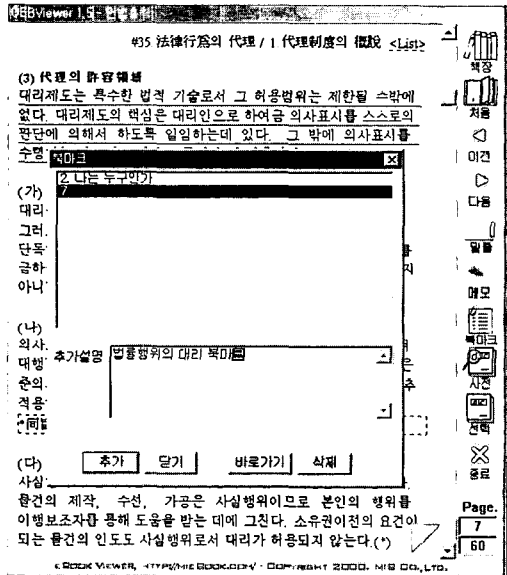 EBViewer 1.5 -
#35 法律行爲의 代理 / 1. 代理制度의 槪說 <List>
책장
(3) 代理의 許容領域
대리제도는 특수한 법적 기술로서 그 허용범위는 제한될 수밖에
처음
없다. 대리제도의 핵심은 대리인으로 하여금 의사표시를 스스로의
판단에 의해서 하도록 일임하는데 있다. 그 밖에 의사표시를
이전
수령
북마크
2. 나는 누구인가
7
(가)
대리
다음
그러
단독
를
밑줄
금하
지
아니
메모
(나)
의사
북마크
추가설명
법률행위의 대리 북마크
대행
은
준의
추
사전
적용
선택
추가
닫기
바로가기
삭제
(다)
종료
사실
물건의 제작, 수선, 가공은 사실행위이므로 본인의 행위를
Page.
이행보조자를 통해 도움을 받는 데에 그친다. 소유권이전의 요건이
7
되는 물건의 인도도 사실행위로서 대리가 허용되지 않는다.(*)
60
EBOOK VIEWER, COPYRIGHT 2000. MIB CO.,LTD.